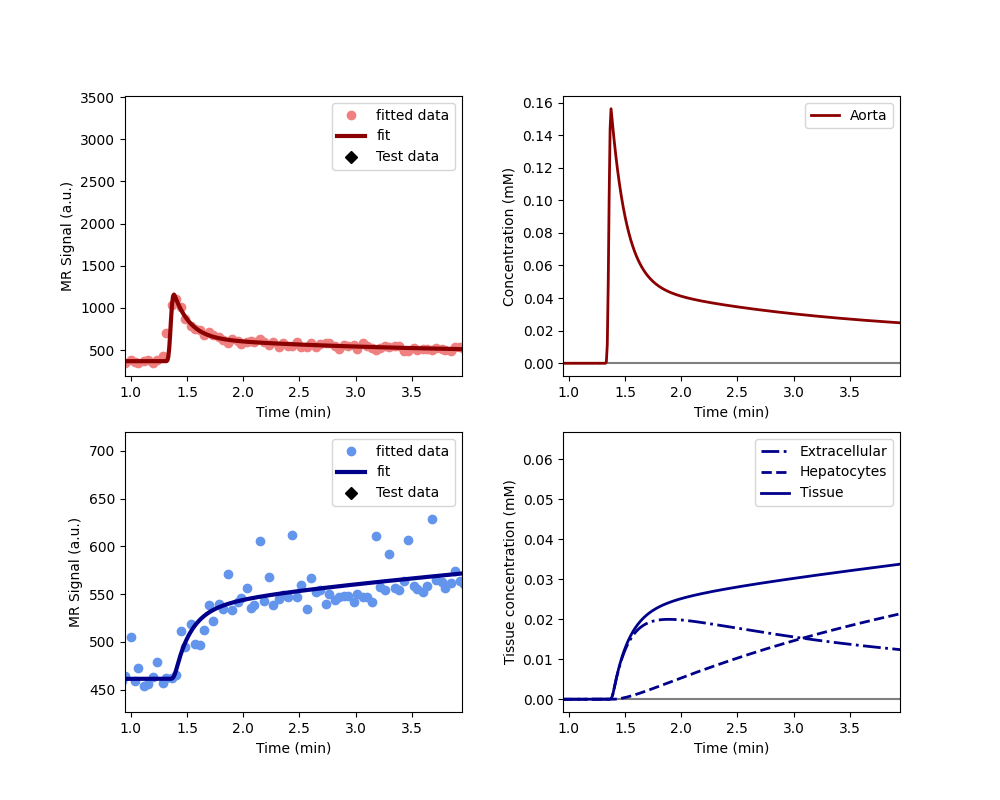 3500
3000
2500
2000
1500
1000
500
MR Signal (a.u.)
fitted data
fit
Test data
1.0 1.5 2.0 2.5 3.0 3.5
Time (min)
0.16
0.14
0.12
0.10
0.08
0.06
0.04
0.02
0.00
Concentration (mM)
Aorta
1.0 1.5 2.0 2.5 3.0 3.5
Time (min)
700
650
600
550
500
450
MR Signal (a.u.)
fitted data
fit
Test data
1.0 1.5 2.0 2.5 3.0 3.5
Time (min)
0.06
0.05
0.04
0.03
0.02
0.01
0.00
Tissue concentration (mM)
Extracellular
Hepatocytes
Tissue
1.0 1.5 2.0 2.5 3.0 3.5
Time (min)